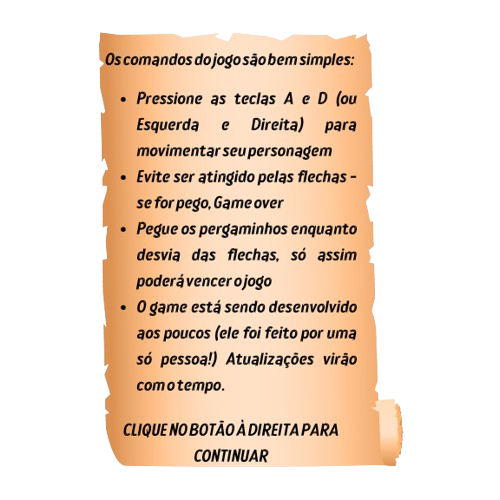 Os comandos do jogo são bem simples:
• Pressione as teclas A e D (ou
Esquerda e Direita) para
movimentar seu personagem
• Evite ser atingido pelas flechas -
se for pego, Game over
• Pegue os pergaminhos enquanto
desvia das flechas, só assim
poderá vencer o jogo
• O game está sendo desenvolvido
aos poucos (ele foi feito por uma
só pessoa!) Atualizações virão
com o tempo.
CLIQUE NO BOTÃO À DIREITA PARA
CONTINUAR